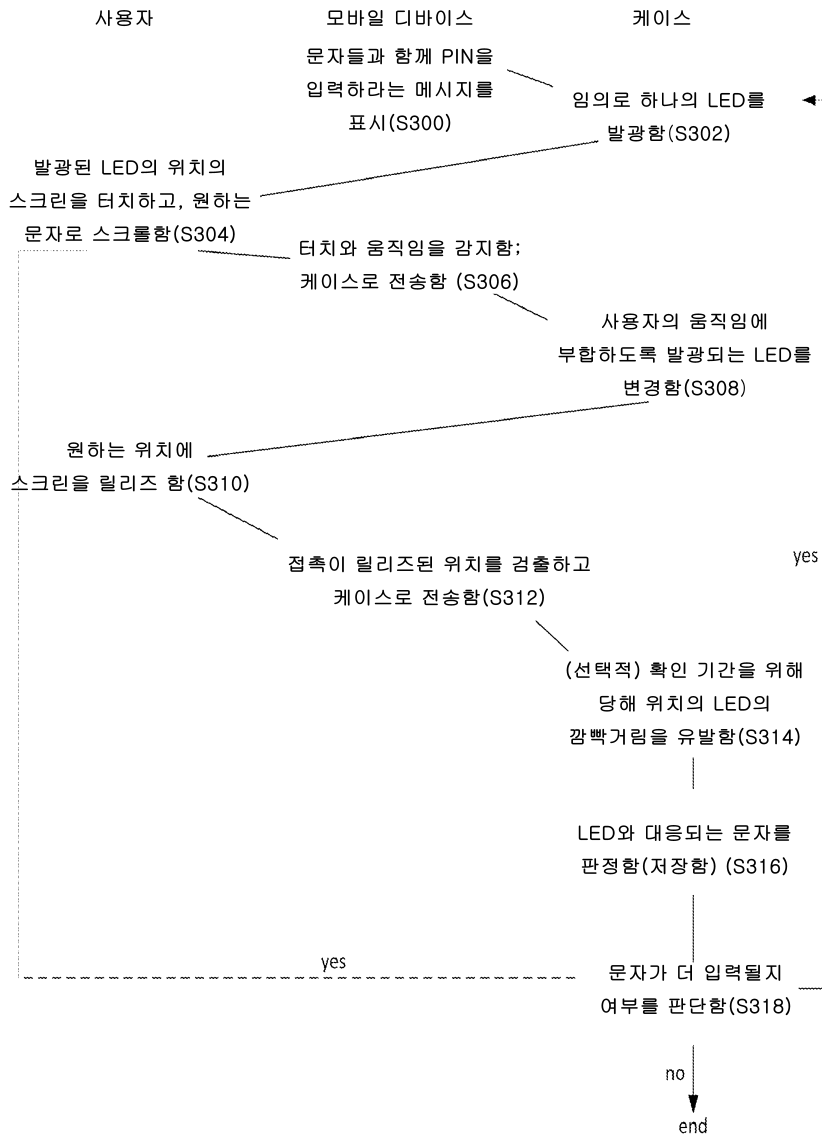 사용자
모바일 디바이스
케이스
문자들과 함께 PIN을
입력하라는 메시지를
표시(S300)
임의로 하나의 LED를
발광함(S302)
발광된 LED의 위치의
스크린을 터치하고, 원하는
문자로 스크롤함(S304)
터치와 움직임을 감지함;
케이스로 전송함 (S306)
사용자의 움직임에
부합하도록 발광되는 LED를
변경함(S308)
원하는 위치에
스크린을 릴리즈 함(S310)
yes
접촉이 릴리즈된 위치를 검출하고
케이스로 전송함(S312)
(선택적) 확인 기간을 위해
당해 위치의 LED의
깜빡거림을 유발함(S314)
LED와 대응되는 문자를
판정함(저장함) (S316)
yes
문자가 더 입력될지
여부를 판단함(S318)
no
end